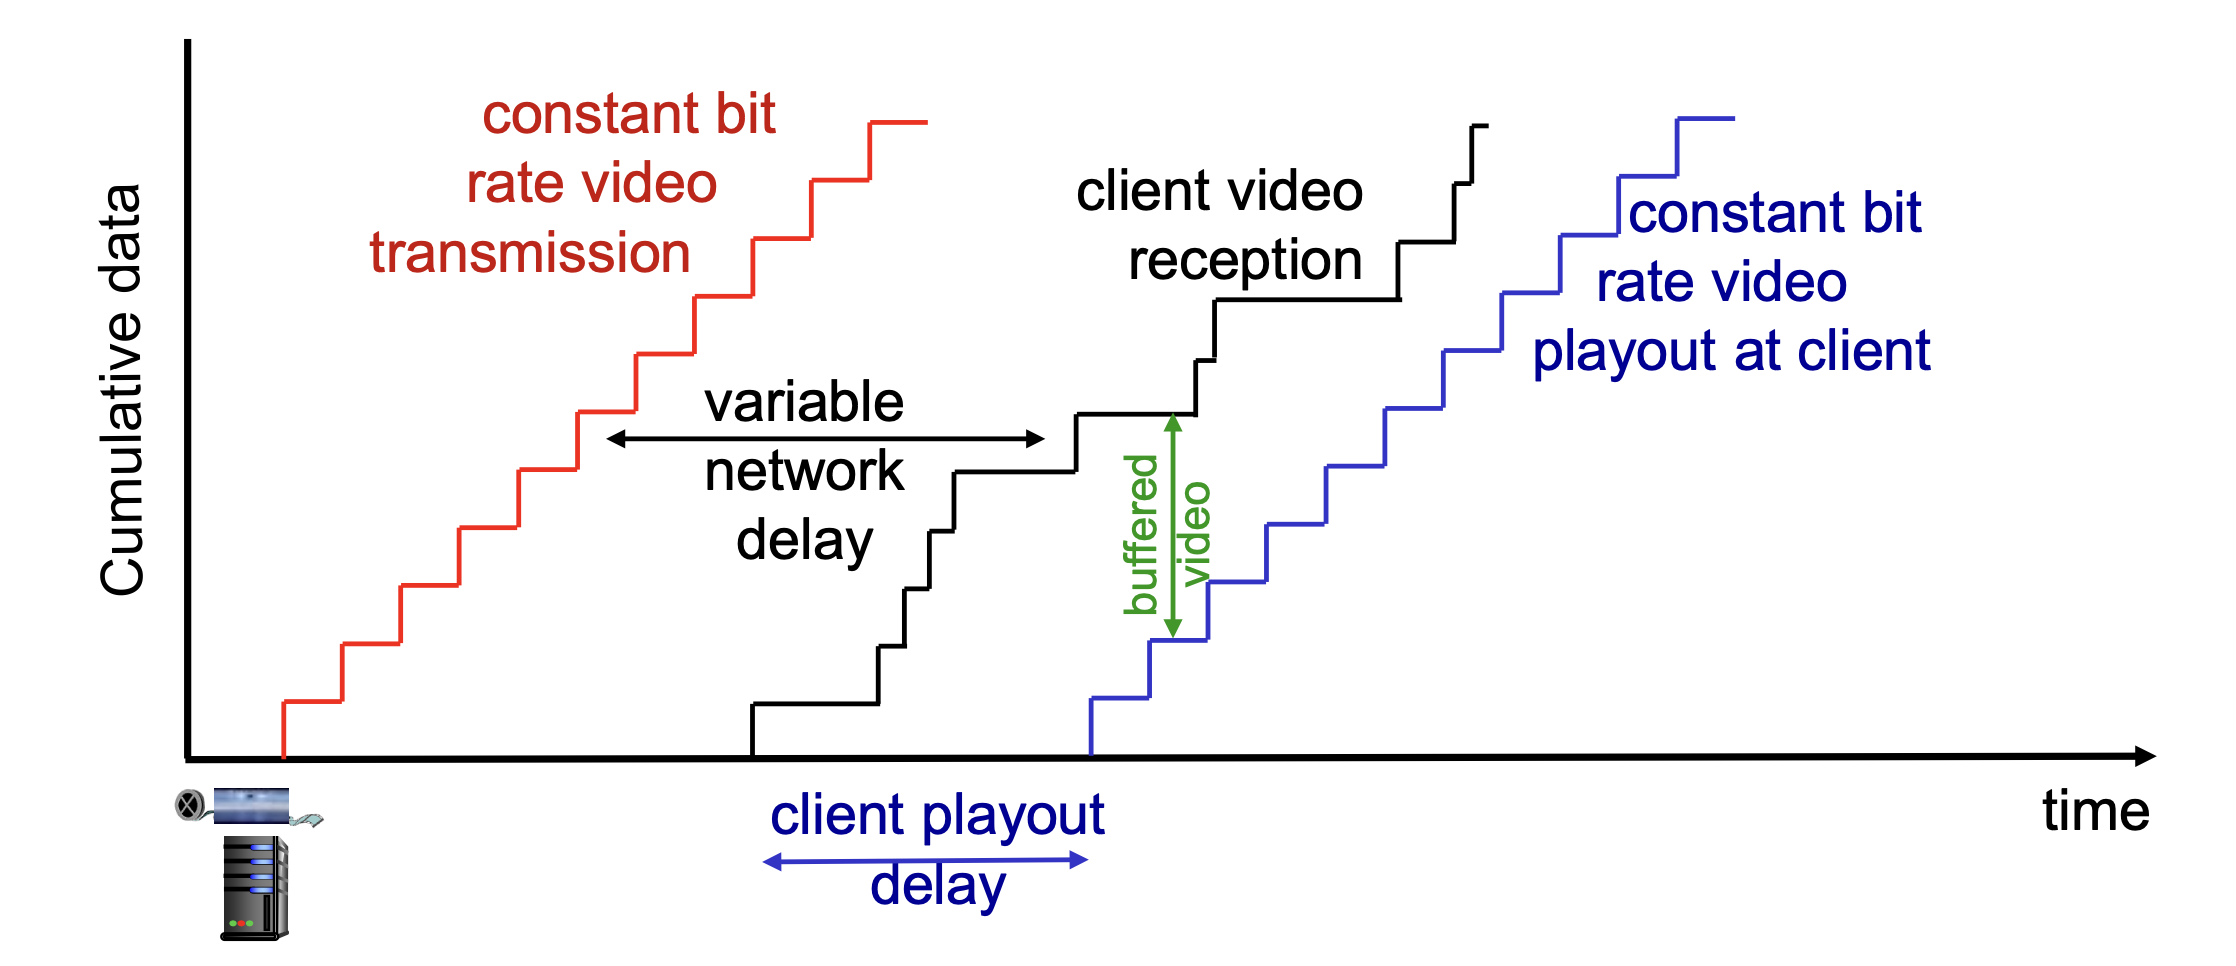 constant bit
rate video
transmission
client video
reception
constant bit
rate video
playout at client
Cumulative data
variable
network
delay
buffered
video
client playout
delay
time